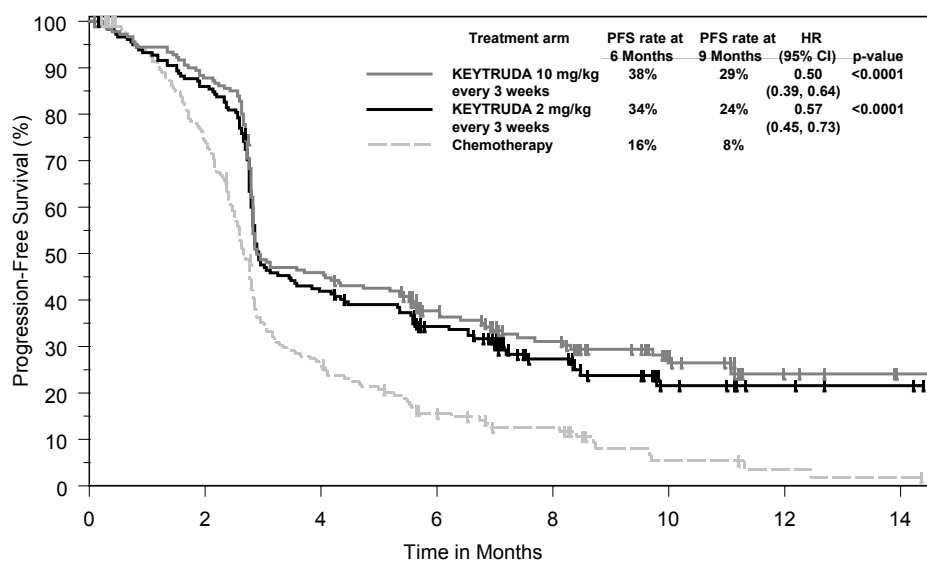 Treatment arm PFS rate at 6 Months PFS rate at 9 Months HR (95% CI) p-value
KEYTRUDA 10 mg/kg every 3 weeks 38% 29% 0.50 (0.39, 0.64) <0.0001
KEYTRUDA 2 mg/kg every 3 weeks 34% 24% 0.57 (0.45, 0.73) <0.0001
Chemotherapy 16% 8%
Progression-Free Survival (%)
100
90
80
70
60
50
40
30
20
10
0
0 2 4 6 8 10 12 14
Time in Months